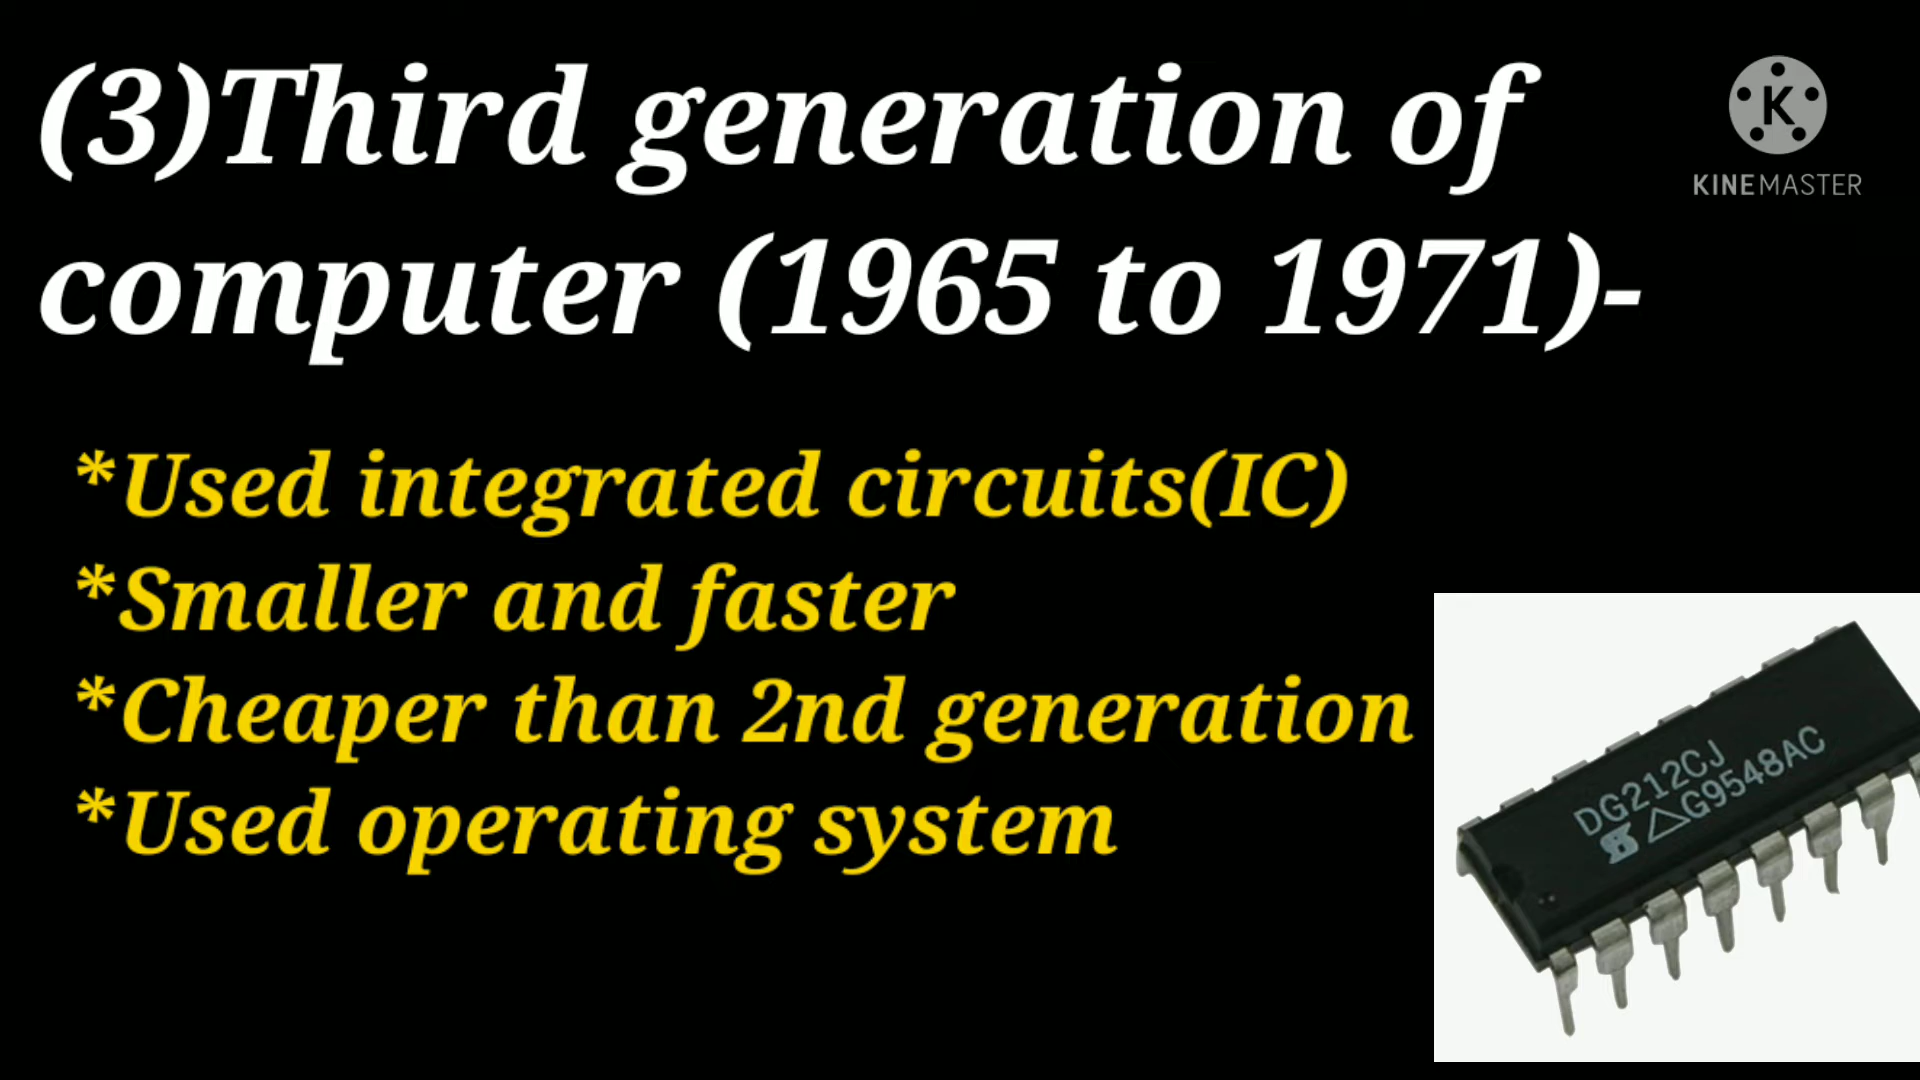 (3)Third generation of
computer (1965 to 1971)-
K
KINEMASTER
*Used integrated circuits(IC)
*Smaller and faster
*Cheaper than 2nd generation
*Used operating system
DG212CJ
G9548AC